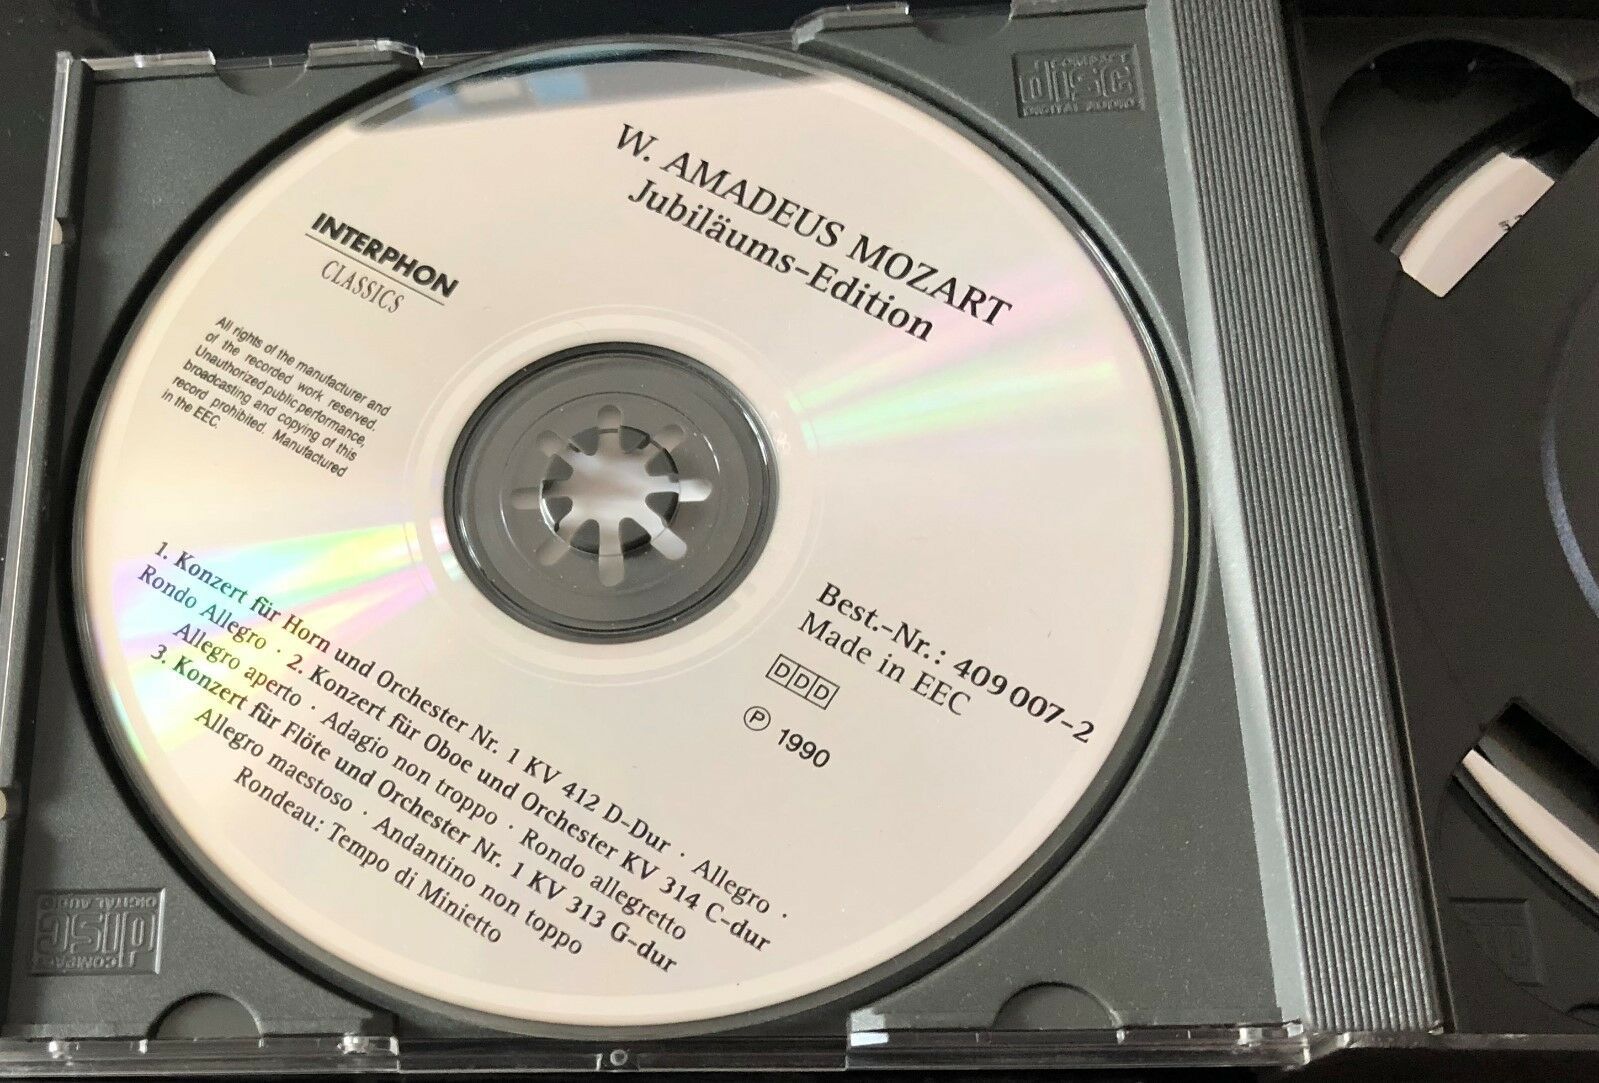 W. AMADEUS MOZART
Jubiläums-Edition
INTERPHON
CLASSICS
All rights of the manufacturer and
of the recorded work reserved.
Unauthorized public performance,
broadcasting and copying of this
record prohibited. Manufactured
in the EEC.
Best.-Nr.: 409 007-2
Made in EEC
DDD
℗ 1990
1. Konzert für Horn und Orchester Nr. 1 KV 412 D-Dur · Allegro ·
Rondo Allegro · 2. Konzert für Oboe und Orchester KV 314 C-dur
Allegro aperto · Adagio non troppo · Rondo allegretto
3. Konzert für Flöte und Orchester Nr. 1 KV 313 G-dur
Allegro maestoso · Andantino non toppo
Rondeau: Tempo di Minietto
COMPACT
disc
DIGITAL AUDIO
COMPACT
disc
DIGITAL AUDIO